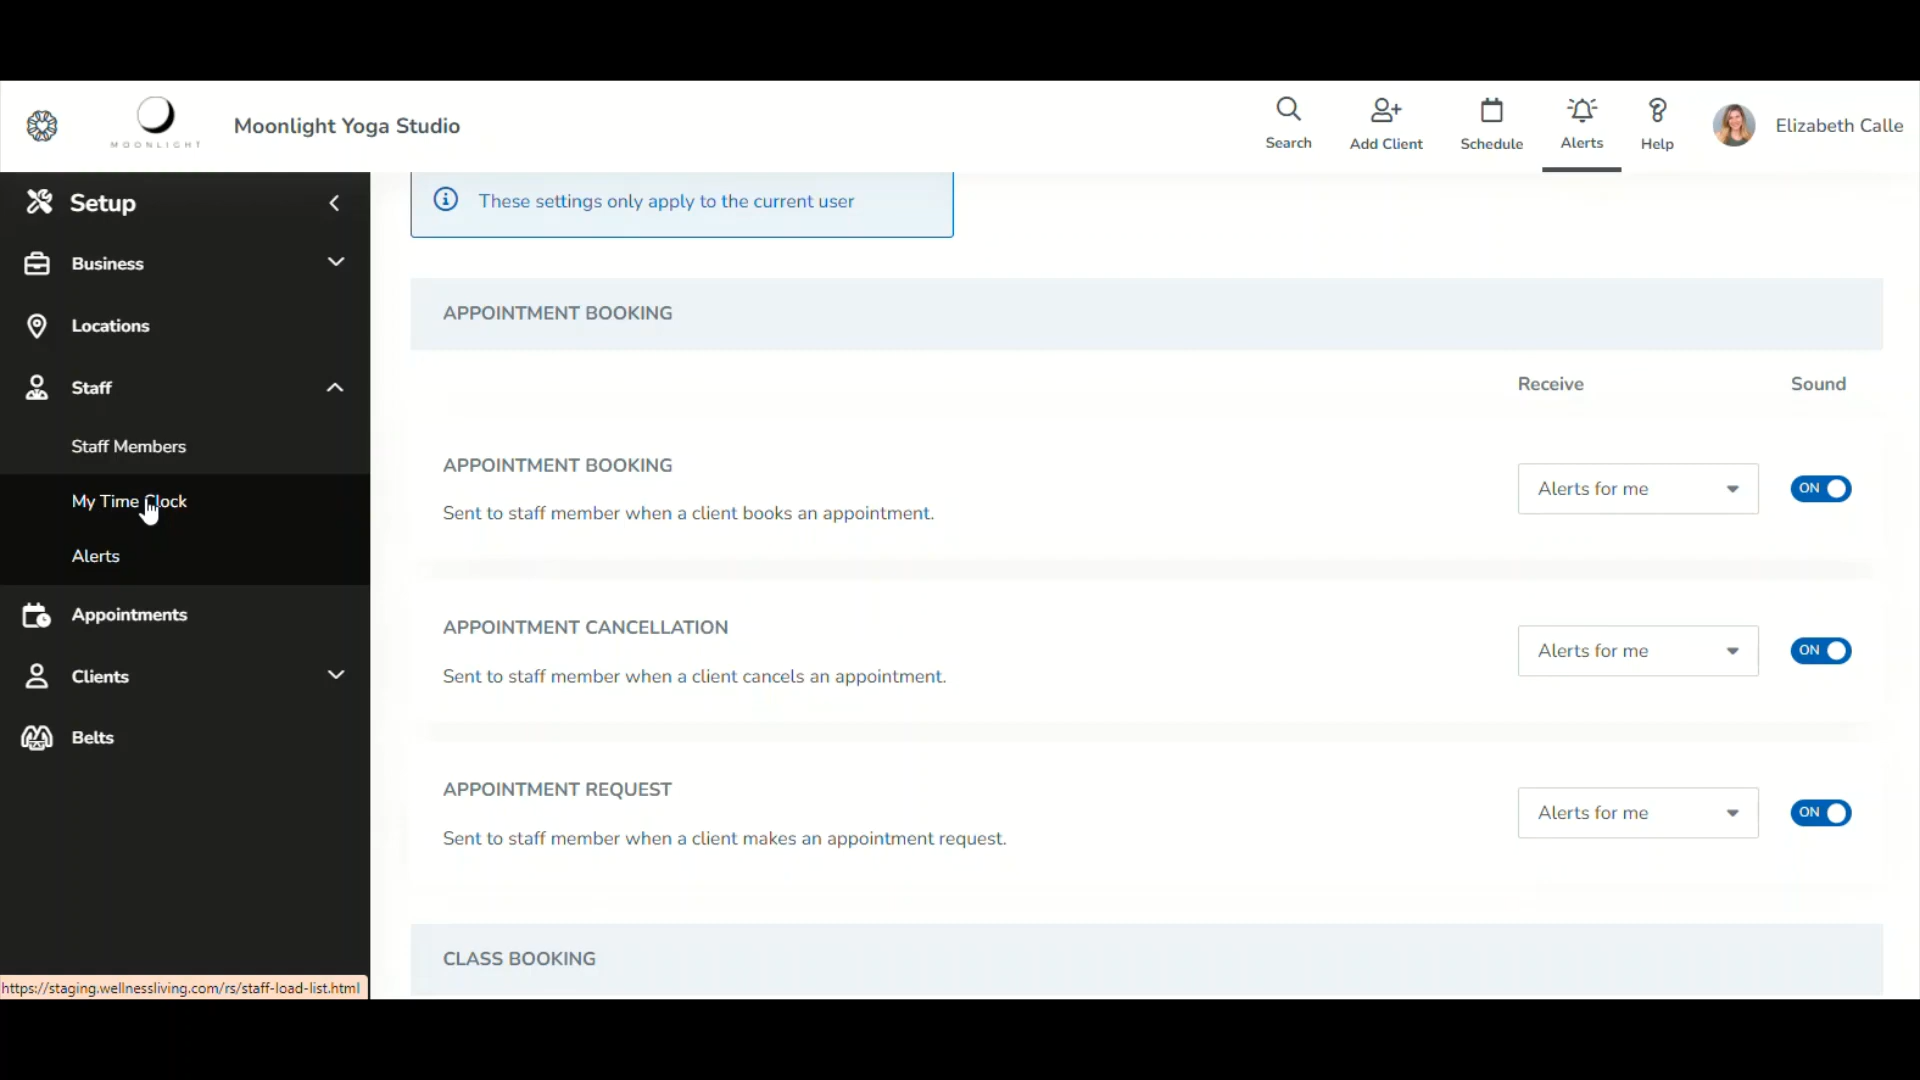 MOONLIGHT
Moonlight Yoga Studio
Search
Add Client
Schedule
Alerts
Help
Elizabeth Calle
Setup
Business
Locations
Staff
Staff Members
My Time Clock
Alerts
Appointments
Clients
Belts
These settings only apply to the current user
APPOINTMENT BOOKING
Receive
Sound
APPOINTMENT BOOKING
Sent to staff member when a client books an appointment.
Alerts for me
ON
APPOINTMENT CANCELLATION
Sent to staff member when a client cancels an appointment.
Alerts for me
ON
APPOINTMENT REQUEST
Sent to staff member when a client makes an appointment request.
Alerts for me
ON
CLASS BOOKING
https://staging.wellnessliving.com/rs/staff-load-list.html